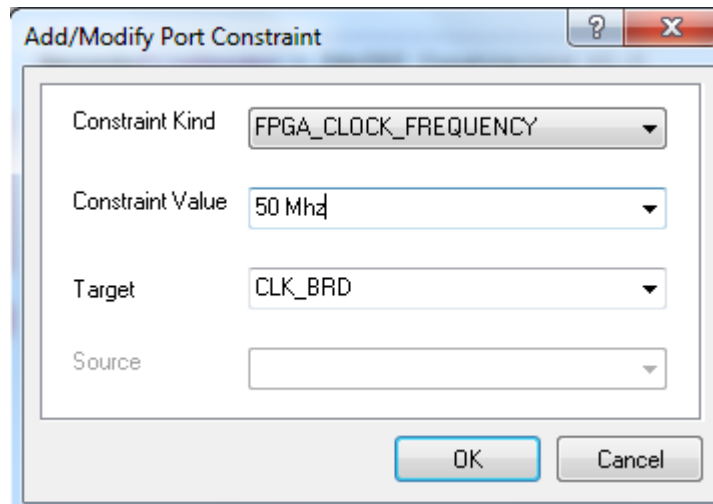 Add/Modify Port Constraint
?
X
Constraint Kind FPGA_CLOCK_FREQUENCY
Constraint Value 50 Mhz
Target CLK_BRD
Source
OK Cancel